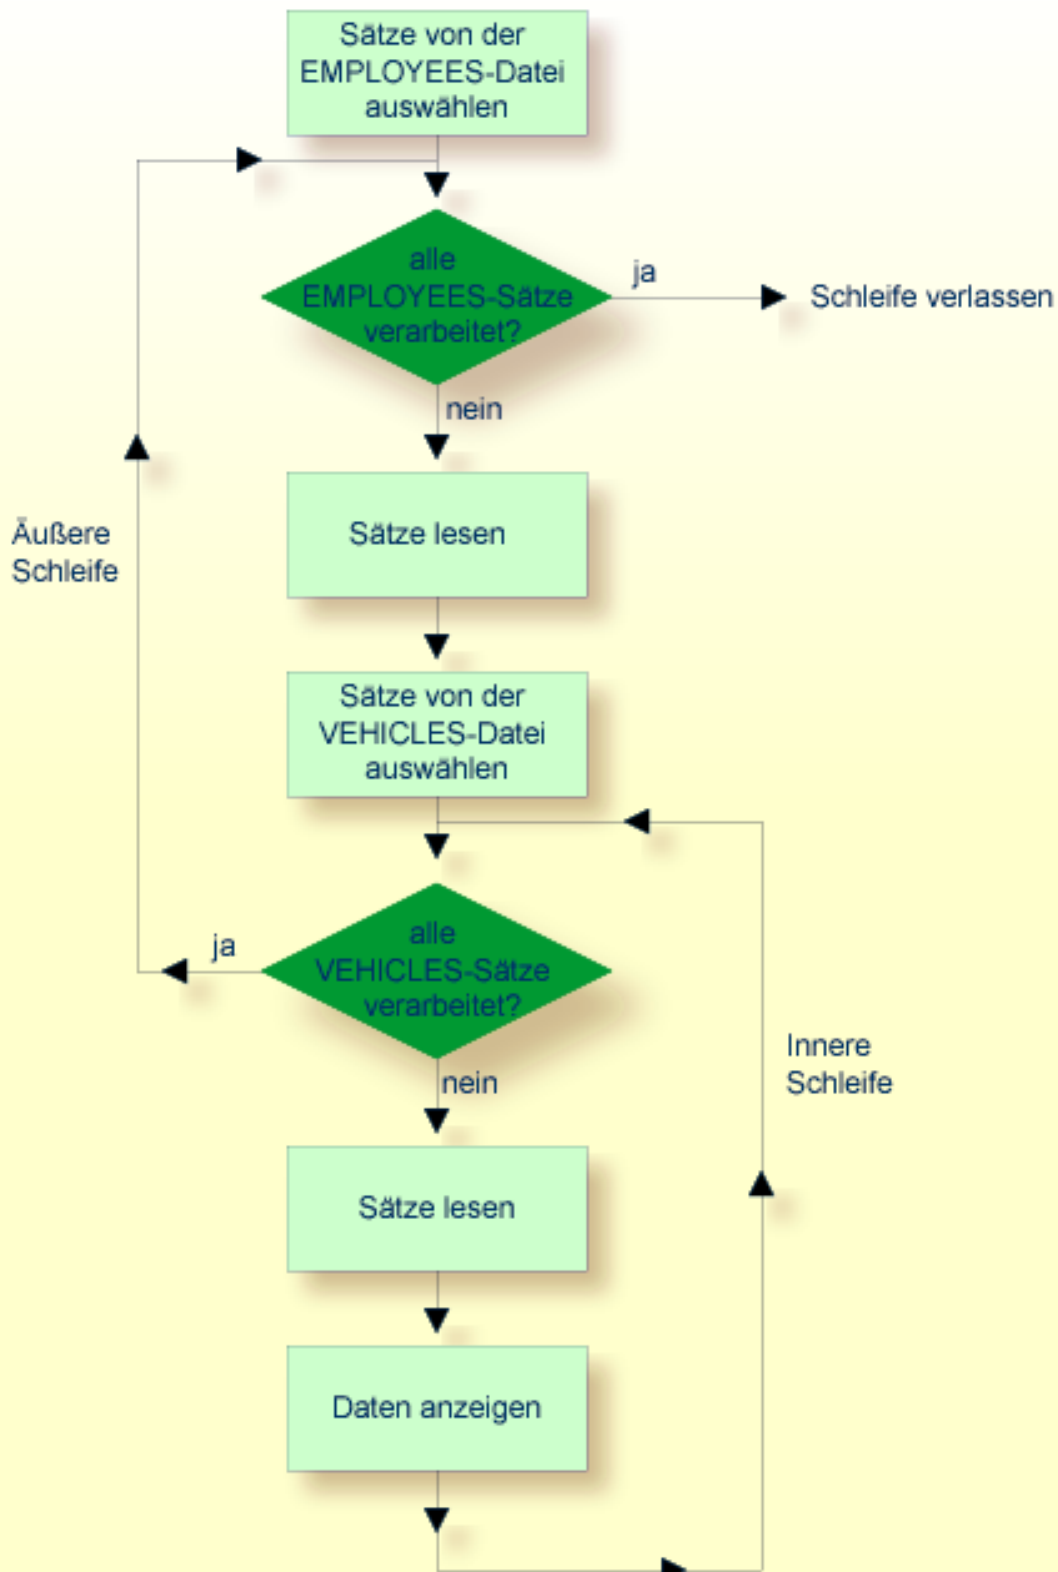 Sätze von der
EMPLOYEES-Datei
auswählen
alle
EMPLOYEES-Sätze
verarbeitet?
ja
Schleife verlassen
nein
Sätze lesen
Äußere
Schleife
Sätze von der
VEHICLES-Datei
auswählen
ja
alle
VEHICLES-Sätze
verarbeitet?
Innere
Schleife
nein
Sätze lesen
Daten anzeigen